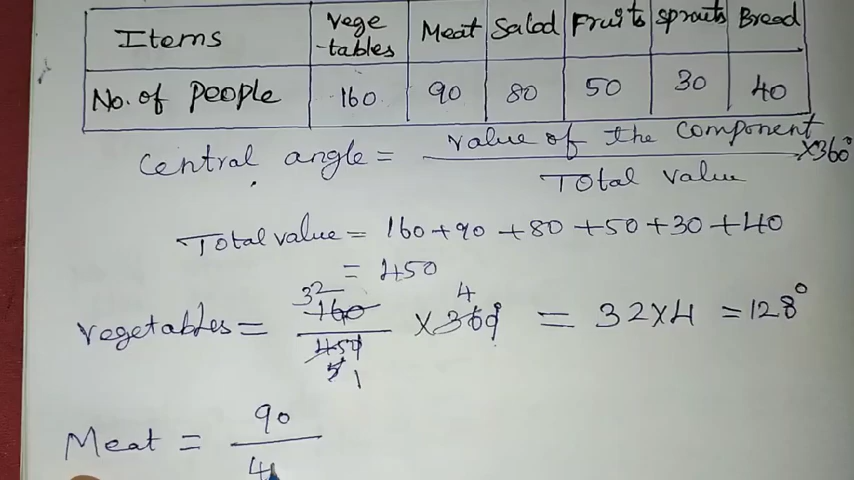 Items Vege-tables Meat Salad Fruits Sprouts Bread
No. of people 160 90 80 50 30 40
Central angle = Value of the component / Total value × 360°
Total value = 160 + 90 + 80 + 50 + 30 + 40
= 450
Vegetables = 160 / 450 × 360° = 32 × 4 = 128°
32 4
5 1
Meat = 90 / 4